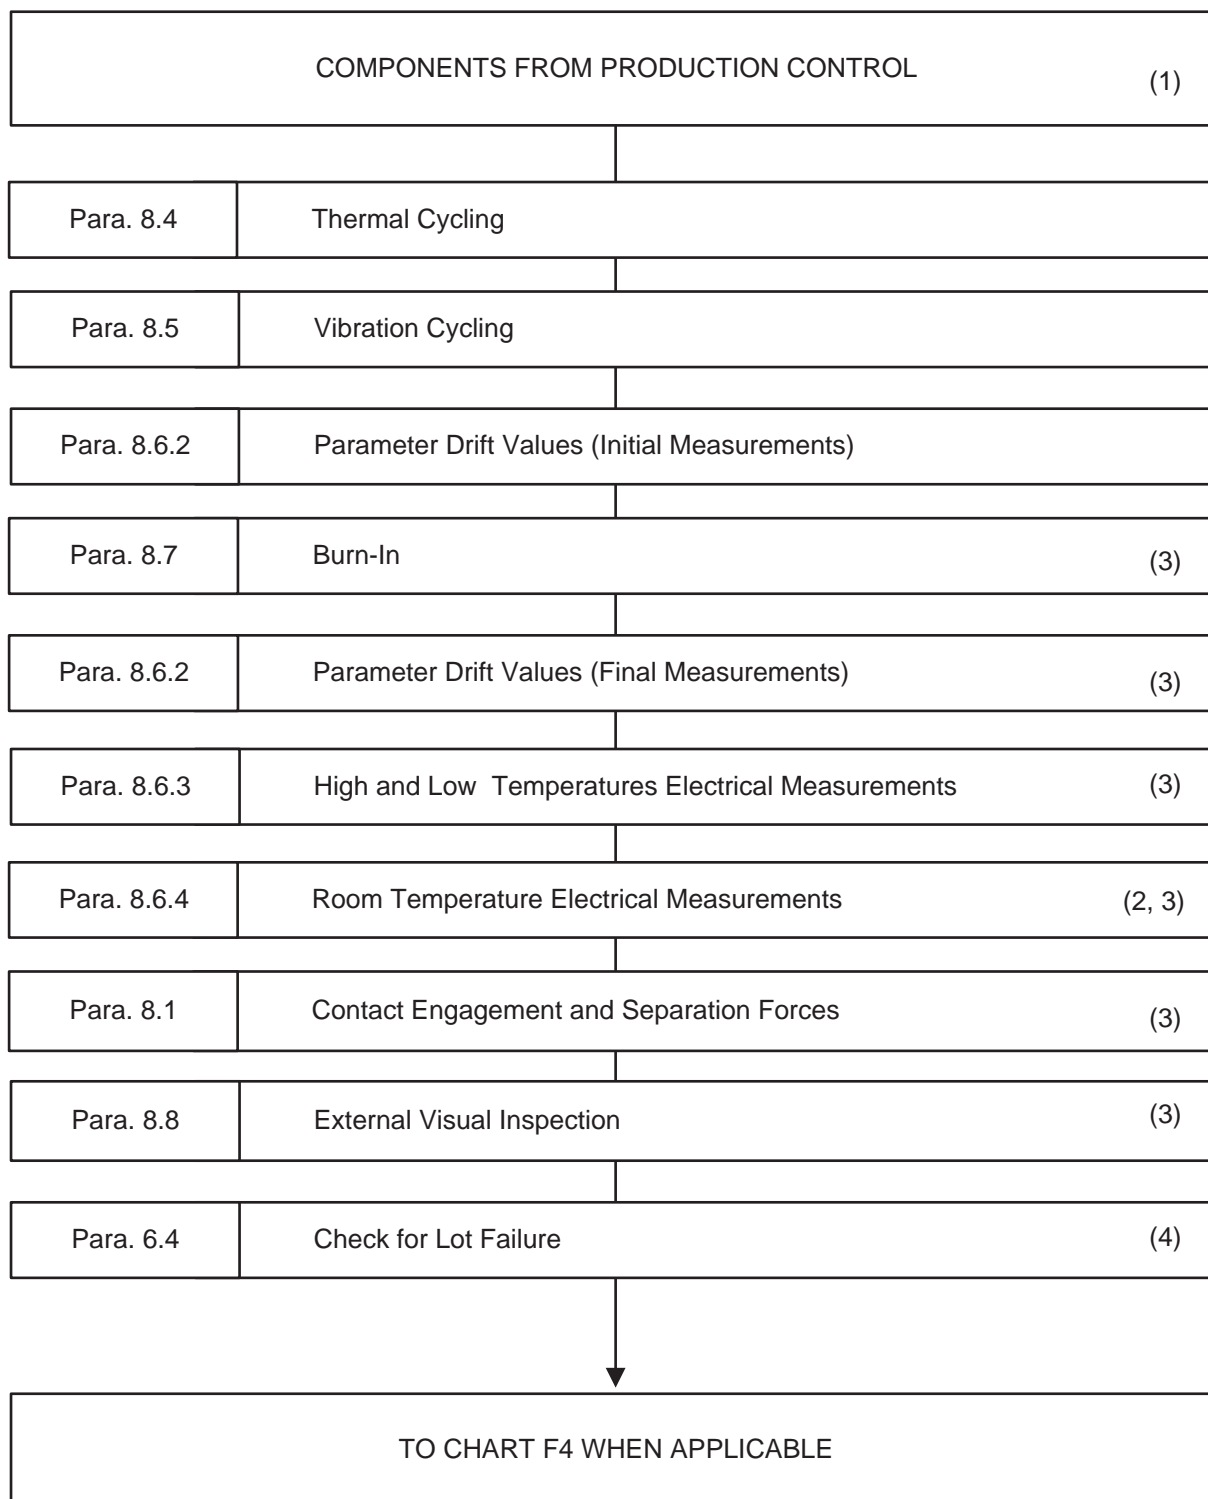 COMPONENTS FROM PRODUCTION CONTROL (1)
Para. 8.4 Thermal Cycling
Para. 8.5 Vibration Cycling
Para. 8.6.2 Parameter Drift Values (Initial Measurements)
Para. 8.7 Burn-In (3)
Para. 8.6.2 Parameter Drift Values (Final Measurements) (3)
Para. 8.6.3 High and Low Temperatures Electrical Measurements (3)
Para. 8.6.4 Room Temperature Electrical Measurements (2, 3)
Para. 8.1 Contact Engagement and Separation Forces (3)
Para. 8.8 External Visual Inspection (3)
Para. 6.4 Check for Lot Failure (4)
TO CHART F4 WHEN APPLICABLE